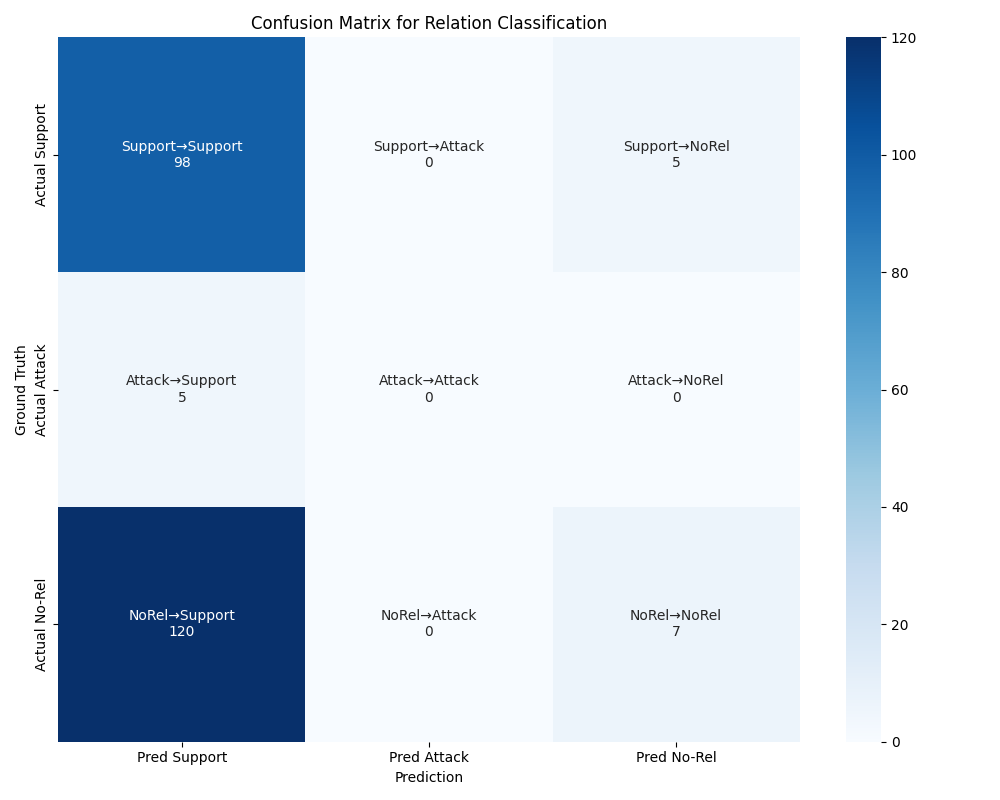 Confusion Matrix for Relation Classification
Ground Truth
Actual Support
Support→Support
98
Support→Attack
0
Support→NoRel
5
Actual Attack
Attack→Support
5
Attack→Attack
0
Attack→NoRel
0
Actual No-Rel
NoRel→Support
120
NoRel→Attack
0
NoRel→NoRel
7
Pred Support
Pred Attack
Pred No-Rel
Prediction
120
100
80
60
40
20
0